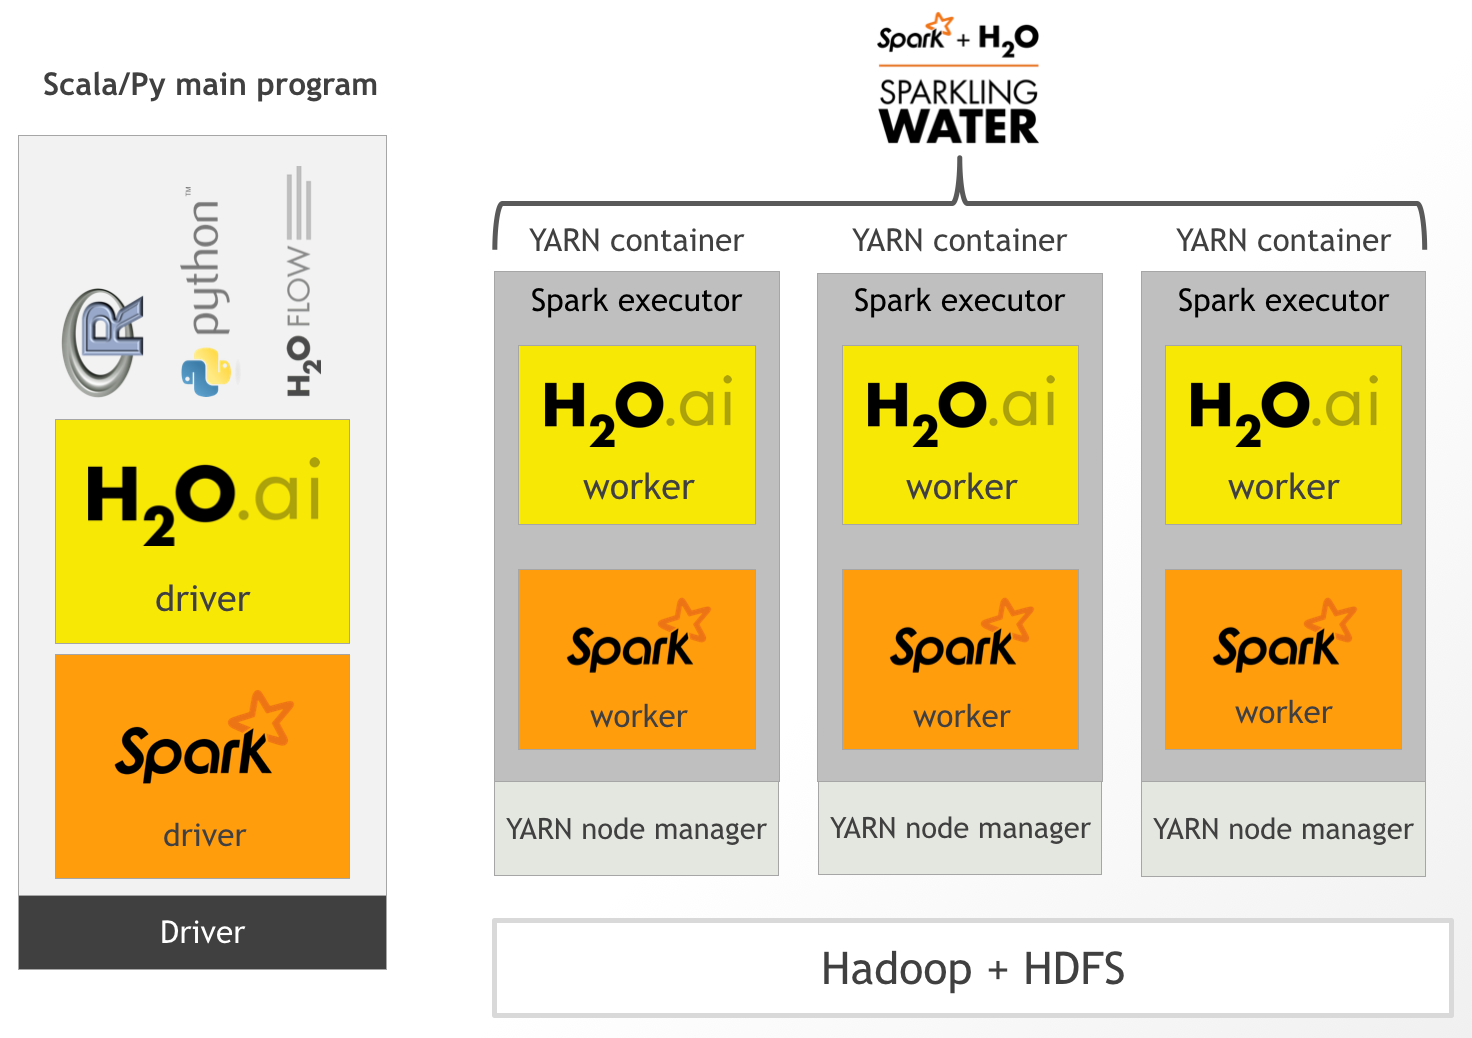 Scala/Py main program
R
python™
H2O FLOW
H2O.ai
driver
Spark
driver
Driver
Spark + H2O
SPARKLING
WATER
YARN container
Spark executor
H2O.ai
worker
Spark
worker
YARN node manager
YARN container
Spark executor
H2O.ai
worker
Spark
worker
YARN node manager
YARN container
Spark executor
H2O.ai
worker
Spark
worker
YARN node manager
Hadoop + HDFS